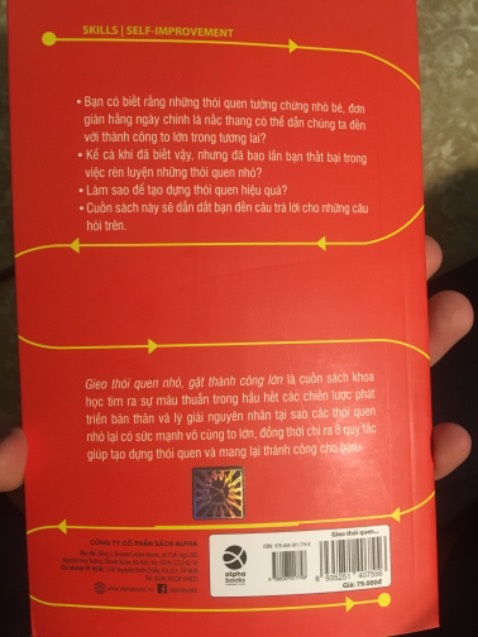 SKILLS | SELF-IMPROVEMENT
• Bạn có biết rằng những thói quen tưởng chừng nhỏ bé, đơn
giản hằng ngày chính là nấc thang có thể dẫn chúng ta đến
với thành công to lớn trong tương lai?
• Kể cả khi đã biết vậy, nhưng đã bao lần bạn thất bại trong
việc rèn luyện những thói quen nhỏ?
• Làm sao để tạo dựng thói quen hiệu quả?
• Cuốn sách này sẽ dẫn dắt bạn đến câu trả lời cho những câu
hỏi trên.
Gieo thói quen nhỏ, gặt thành công lớn là cuốn sách khoa
học tìm ra sự mâu thuẫn trong hầu hết các chiến lược phát
triển bản thân và lý giải nguyên nhân tại sao các thói quen
nhỏ lại có sức mạnh vô cùng to lớn, đồng thời chỉ ra 8 quy tắc
giúp tạo dựng thói quen và mang lại thành công cho bạn.
CÔNG TY CỔ PHẦN SÁCH ALPHA
alpha
books
Gieo thói quen...
8 935251 407556
Giá: 79.000đ